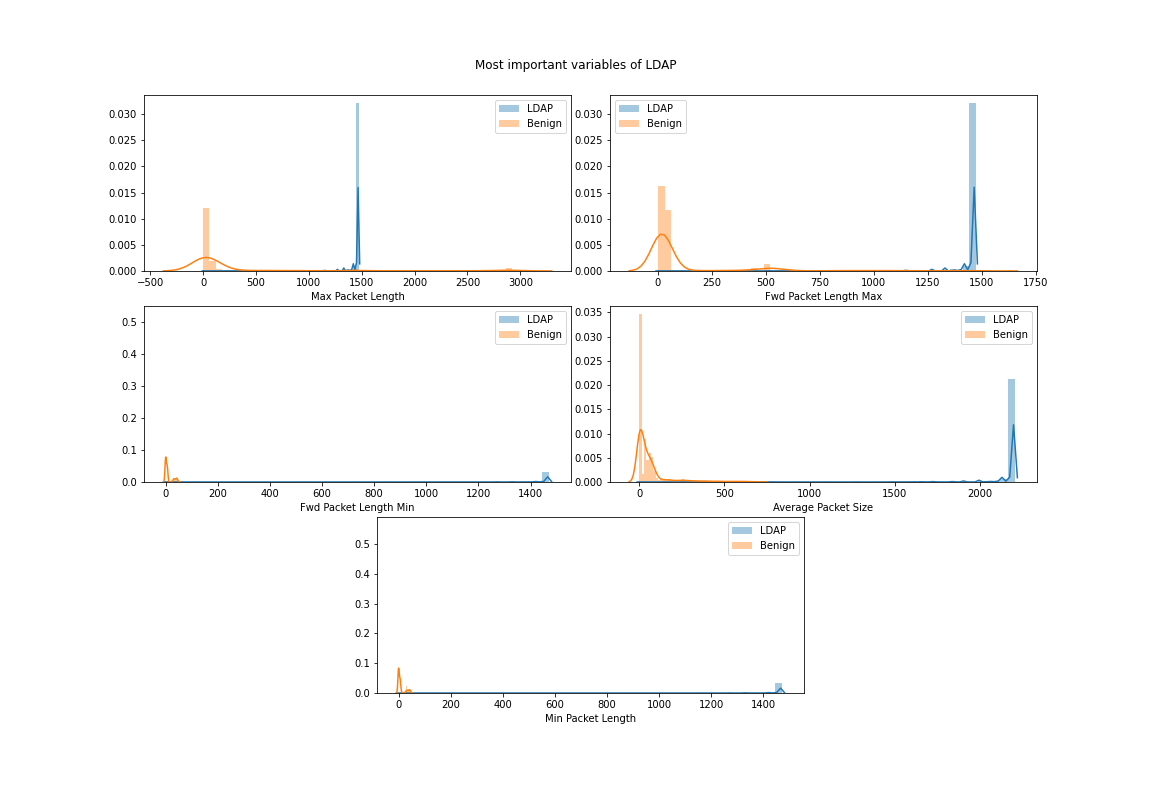 Most important variables of LDAP
0.030
0.025
0.020
0.015
0.010
0.005
0.000
LDAP
Benign
−500 0 500 1000 1500 2000 2500 3000
Max Packet Length
0.030
0.025
0.020
0.015
0.010
0.005
0.000
LDAP
Benign
0 250 500 750 1000 1250 1500 1750
Fwd Packet Length Max
0.5
0.4
0.3
0.2
0.1
0.0
LDAP
Benign
0 200 400 600 800 1000 1200 1400
Fwd Packet Length Min
0.035
0.030
0.025
0.020
0.015
0.010
0.005
0.000
LDAP
Benign
0 500 1000 1500 2000
Average Packet Size
0.5
0.4
0.3
0.2
0.1
0.0
LDAP
Benign
0 200 400 600 800 1000 1200 1400
Min Packet Length